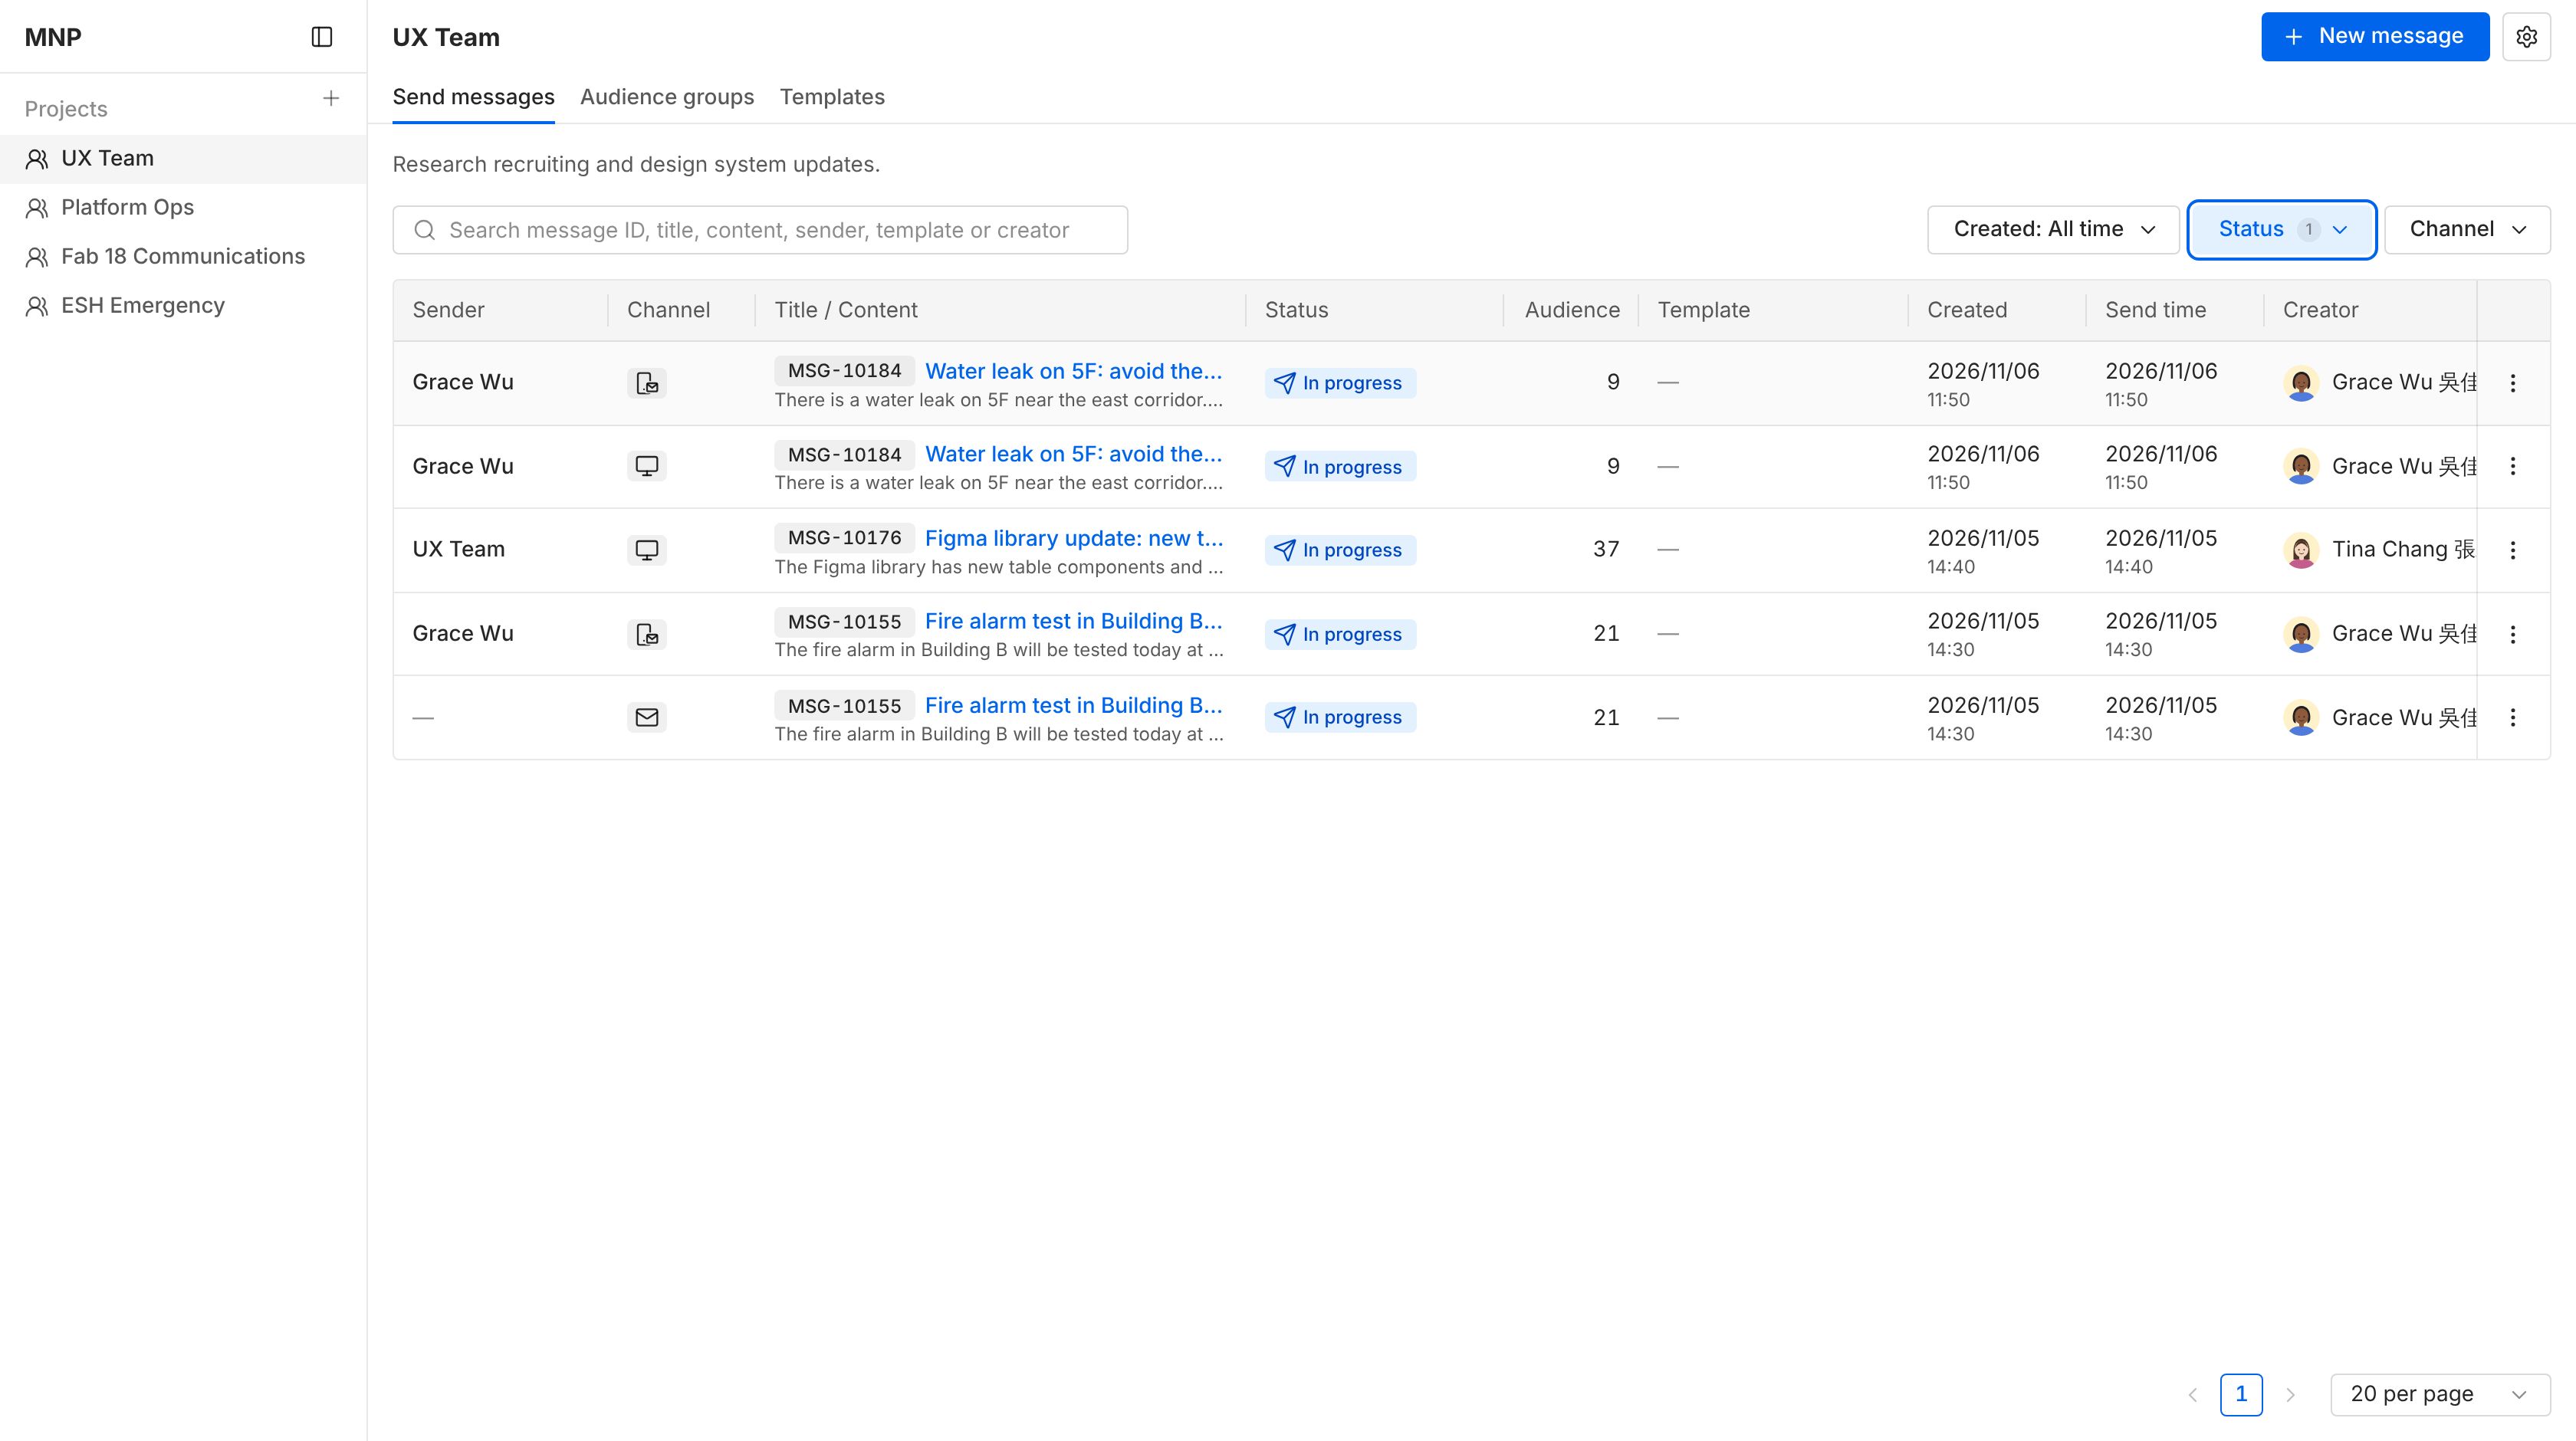 MNP
UX Team
New message
Projects
UX Team
Platform Ops
Fab 18 Communications
ESH Emergency
Send messages Audience groups Templates
Research recruiting and design system updates.
Search message ID, title, content, sender, template or creator
Created: All time Status 1 Channel
Sender Channel Title / Content Status Audience Template Created Send time Creator
Grace Wu MSG-10184 Water leak on 5F: avoid the... In progress 9 — 2026/11/06 2026/11/06 Grace Wu 吳佳
There is a water leak on 5F near the east corridor.... 11:50 11:50
Grace Wu MSG-10184 Water leak on 5F: avoid the... In progress 9 — 2026/11/06 2026/11/06 Grace Wu 吳佳
There is a water leak on 5F near the east corridor.... 11:50 11:50
UX Team MSG-10176 Figma library update: new t... In progress 37 — 2026/11/05 2026/11/05 Tina Chang 張
The Figma library has new table components and ... 14:40 14:40
Grace Wu MSG-10155 Fire alarm test in Building B... In progress 21 — 2026/11/05 2026/11/05 Grace Wu 吳佳
The fire alarm in Building B will be tested today at ... 14:30 14:30
— MSG-10155 Fire alarm test in Building B... In progress 21 — 2026/11/05 2026/11/05 Grace Wu 吳佳
The fire alarm in Building B will be tested today at ... 14:30 14:30
1 20 per page